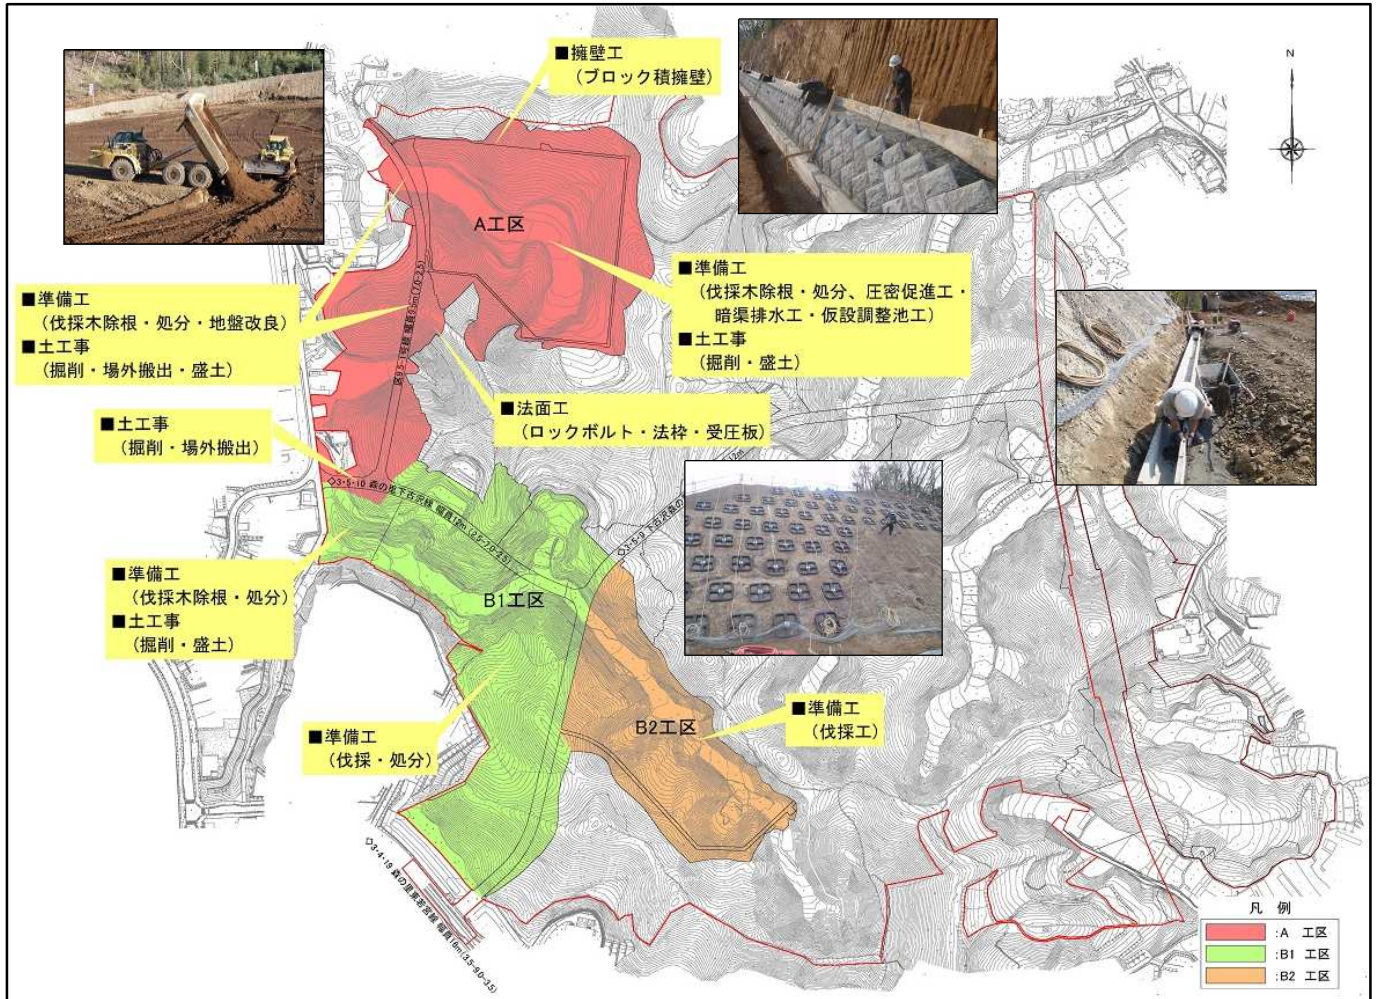 ■擁壁工
(ブロック積擁壁)
N
A工区
■準備工
(伐採木除根・処分・地盤改良)
■土工事
(掘削・場外搬出・盛土)
■準備工
(伐採木除根・処分、圧密促進工・
暗渠排水工・仮設調整池工)
■土工事
(掘削・盛土)
■法面工
(ロックボルト・法枠・受圧板)
■土工事
(掘削・場外搬出)
■準備工
(伐採木除根・処分)
■土工事
(掘削・盛土)
B1工区
B2工区
■準備工
(伐採工)
■準備工
(伐採・処分)
凡 例
:A 工区
:B1 工区
:B2 工区